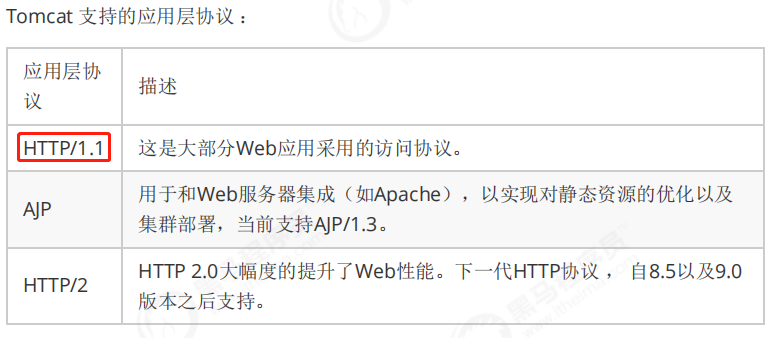 Tomcat 支持的应用层协议：
应用层协
议
描述
HTTP/1.1
这是大部分Web应用采用的访问协议。
AJP
用于和Web服务器集成（如Apache），以实现对静态资源的优化以及
集群部署，当前支持AJP/1.3。
HTTP/2
HTTP 2.0大幅度的提升了Web性能。下一代HTTP协议 ， 自8.5以及9.0
版本之后支持。